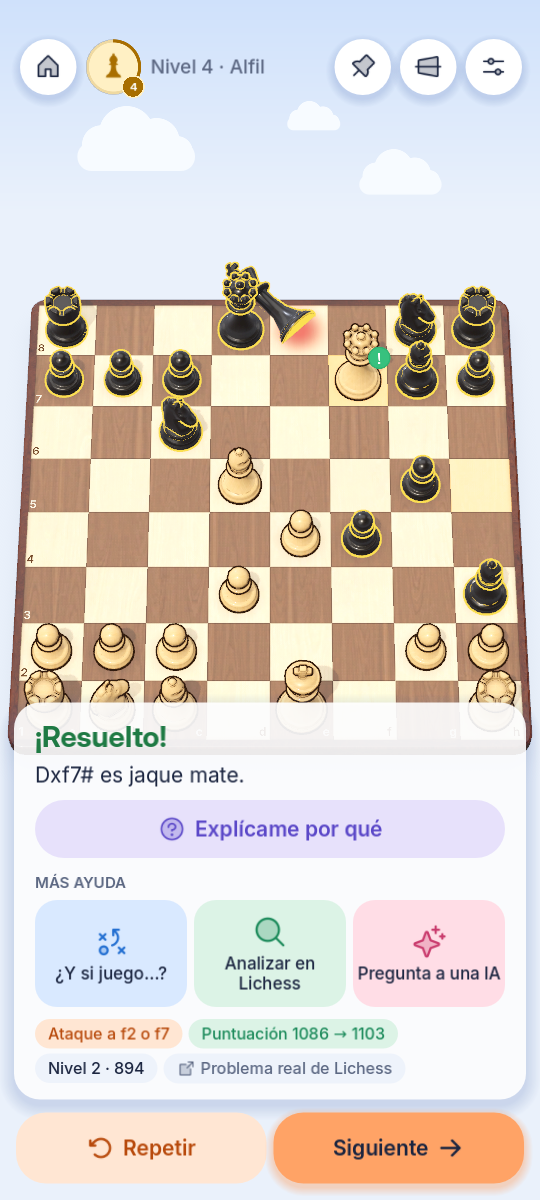 Nivel 4 · Alfil
4
!
8
7
6
5
4
3
2
¡Resuelto!
Dxf7# es jaque mate.
Explícame por qué
MÁS AYUDA
¿Y si juego...?
Analizar en
Lichess
Pregunta a una IA
Ataque a f2 o f7
Puntuación 1086 → 1103
Nivel 2 · 894
Problema real de Lichess
Repetir
Siguiente →